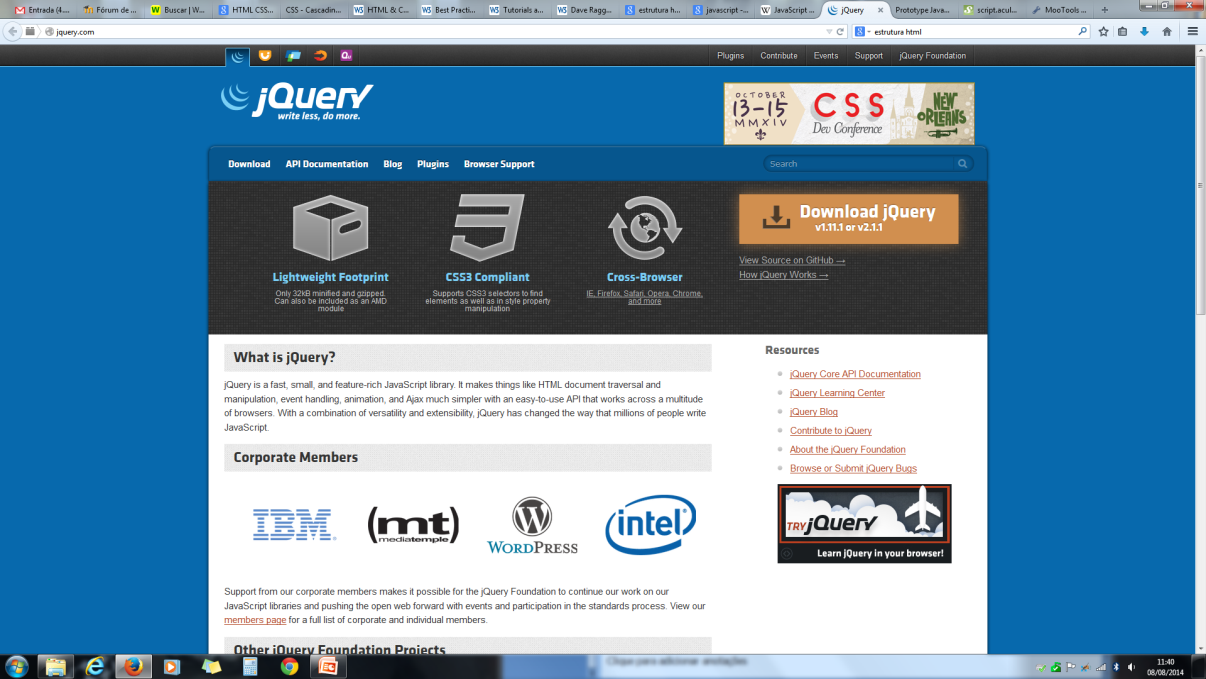 Entrada (4....
Fórum de ...
Buscar | W...
HTML CSS...
CSS - Cascadin...
HTML & C...
Best Practi...
Tutorials a...
Dave Ragg...
estrutura h...
javascript -...
JavaScript ...
jQuery
Prototype Java...
script.acul...
MooTools ...
jquery.com
estrutura html
Plugins
Contribute
Events
Support
jQuery Foundation
jQuery
write less, do more.
OCTOBER
13-15
MMXIV
CSS
Dev Conference
NEW
ORLEANS
Download
API Documentation
Blog
Plugins
Browser Support
Search
Lightweight Footprint
Only 32kB minified and gzipped.
Can also be included as an AMD
module
CSS3 Compliant
Supports CSS3 selectors to find
elements as well as in style property
manipulation
Cross-Browser
IE, Firefox, Safari, Opera, Chrome,
and more
Download jQuery
v1.11.1 or v2.1.1
View Source on GitHub →
How jQuery Works →
What is jQuery?
jQuery is a fast, small, and feature-rich JavaScript library. It makes things like HTML document traversal and
manipulation, event handling, animation, and Ajax much simpler with an easy-to-use API that works across a multitude
of browsers. With a combination of versatility and extensibility, jQuery has changed the way that millions of people write
JavaScript.
Corporate Members
IBM
(mt)
mediatemple
WORDPRESS
intel
Support from our corporate members makes it possible for the jQuery Foundation to continue our work on our
JavaScript libraries and pushing the open web forward with events and participation in the standards process. View our
members page for a full list of corporate and individual members.
Other jQuery Foundation Projects
Resources
jQuery Core API Documentation
jQuery Learning Center
jQuery Blog
Contribute to jQuery
About the jQuery Foundation
Browse or Submit jQuery Bugs
TRY jQuery
Learn jQuery in your browser!
Clique para adicionar anotações
11:40
08/08/2014